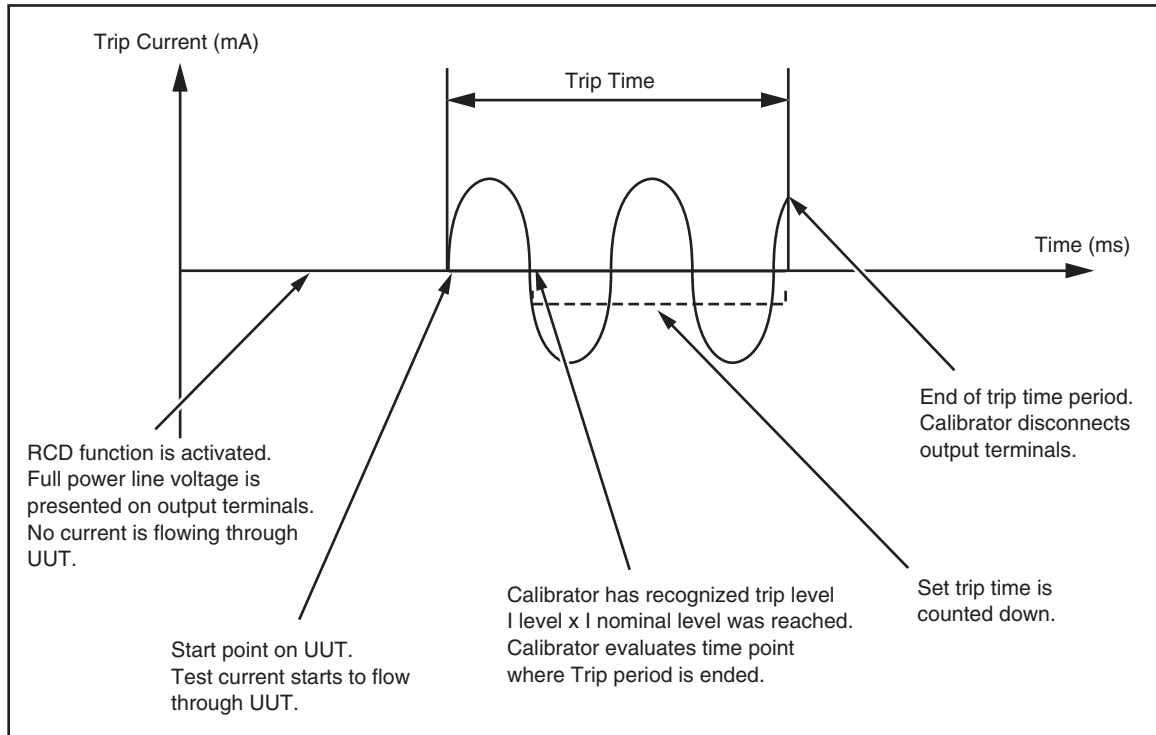 Trip Current (mA)
Trip Time
Time (ms)
RCD function is activated.
Full power line voltage is
presented on output terminals.
No current is flowing through
UUT.
Start point on UUT.
Test current starts to flow
through UUT.
Calibrator has recognized trip level
I level x I nominal level was reached.
Calibrator evaluates time point
where Trip period is ended.
Set trip time is
counted down.
End of trip time period.
Calibrator disconnects
output terminals.